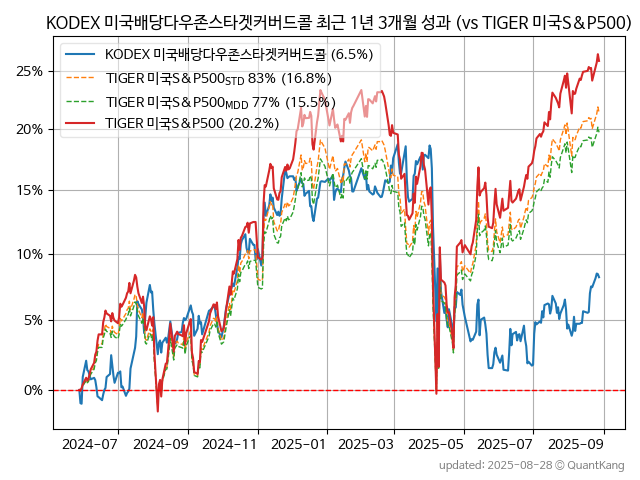 KODEX 미국배당다우존스타겟커버드콜 최근 1년 3개월 성과 (vs TIGER 미국S&P500)
KODEX 미국배당다우존스타겟커버드콜 (6.5%)
TIGER 미국S&P500STD 83% (16.8%)
TIGER 미국S&P500MDD 77% (15.5%)
TIGER 미국S&P500 (20.2%)
25%
20%
15%
10%
5%
0%
2024-07 2024-09 2024-11 2025-01 2025-03 2025-05 2025-07 2025-09
updated: 2025-08-28 © QuantKang